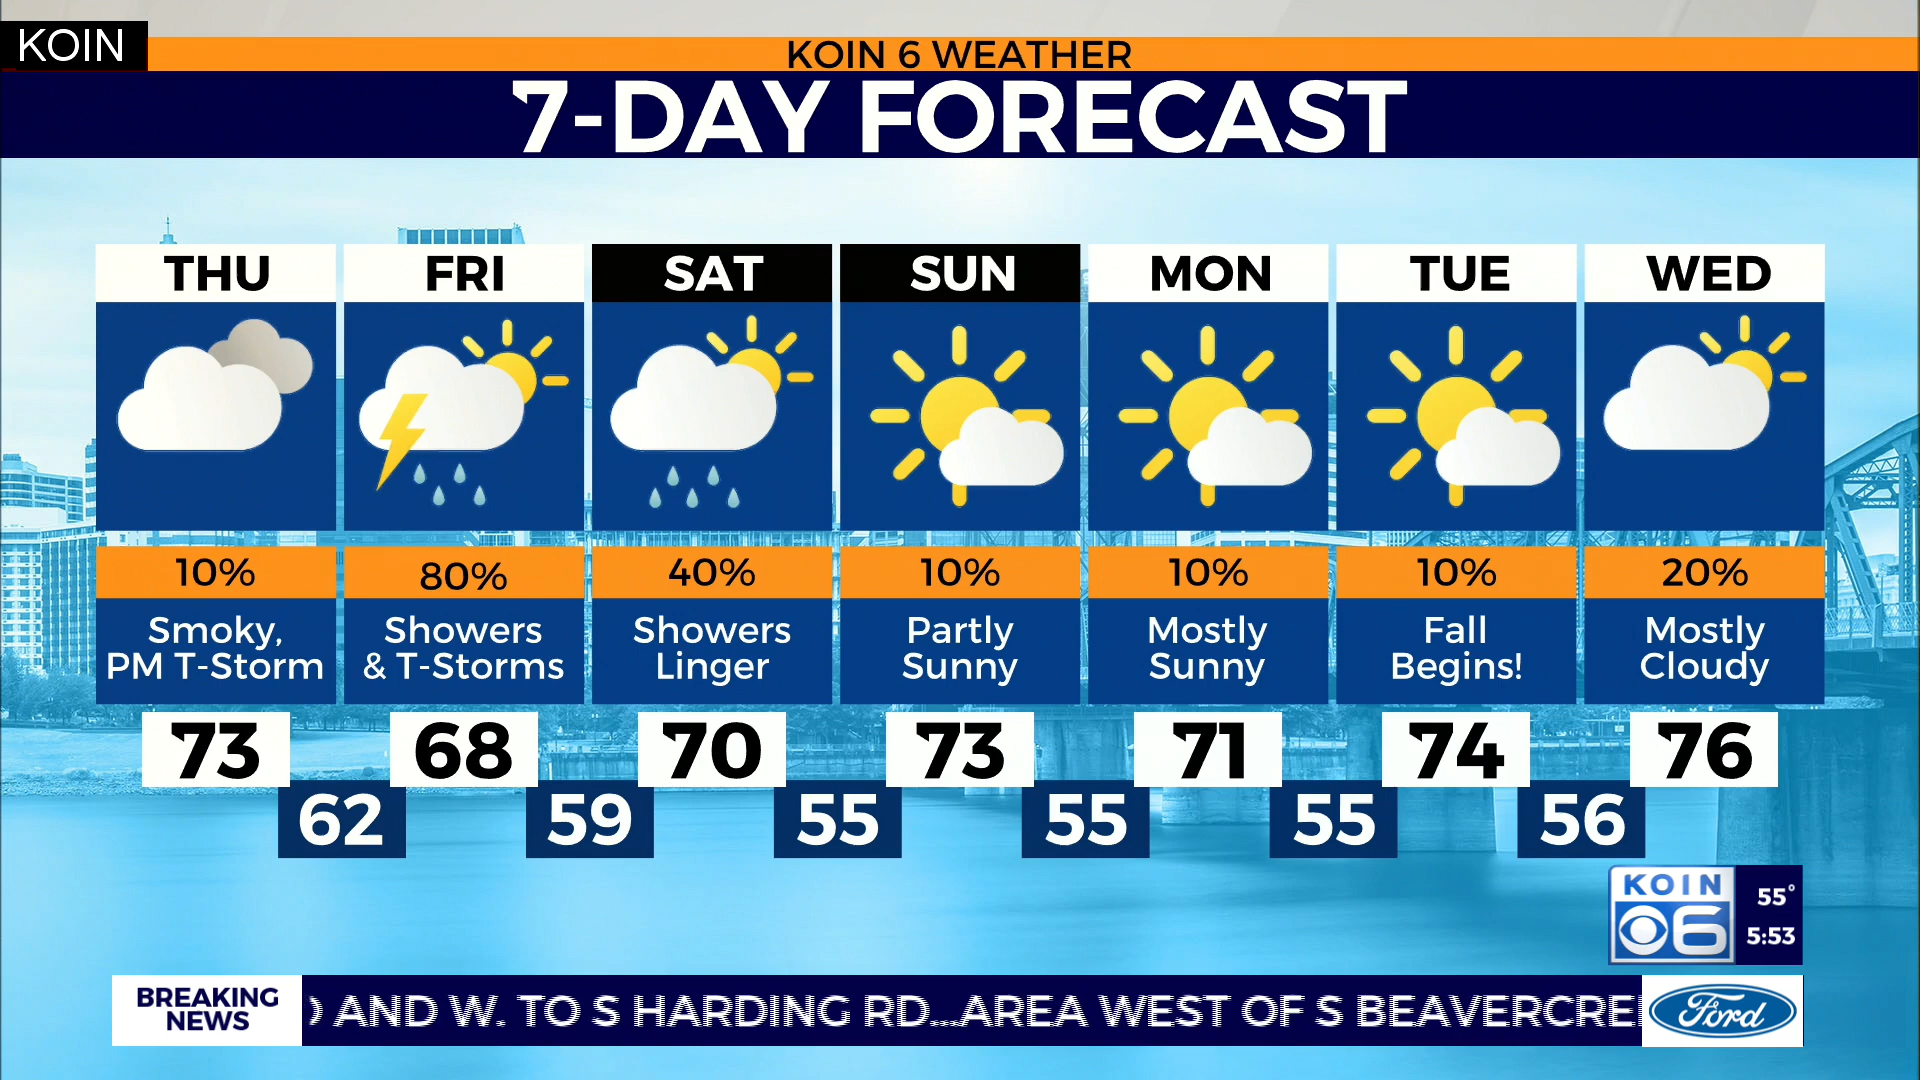 KOIN
KOIN 6 WEATHER
7-DAY FORECAST
THU FRI SAT SUN MON TUE WED
10% 80% 40% 10% 10% 10% 20%
Smoky, Showers Showers Partly Mostly Fall Mostly
PM T-Storm & T-Storms Linger Sunny Sunny Begins! Cloudy
73 68 70 73 71 74 76
62 59 55 55 55 56
KOIN 55°
6 5:53
BREAKING
NEWS
AND W. TO S HARDING RD...AREA WEST OF S BEAVERCRE
Ford